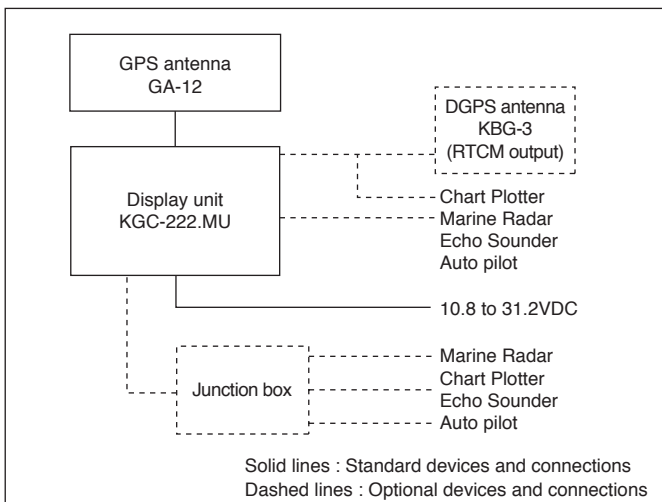 GPS antenna
GA-12
DGPS antenna
KBG-3
(RTCM output)
Display unit
KGC-222.MU
Chart Plotter
Marine Radar
Echo Sounder
Auto pilot
10.8 to 31.2VDC
Junction box
Marine Radar
Chart Plotter
Echo Sounder
Auto pilot
Solid lines : Standard devices and connections
Dashed lines : Optional devices and connections